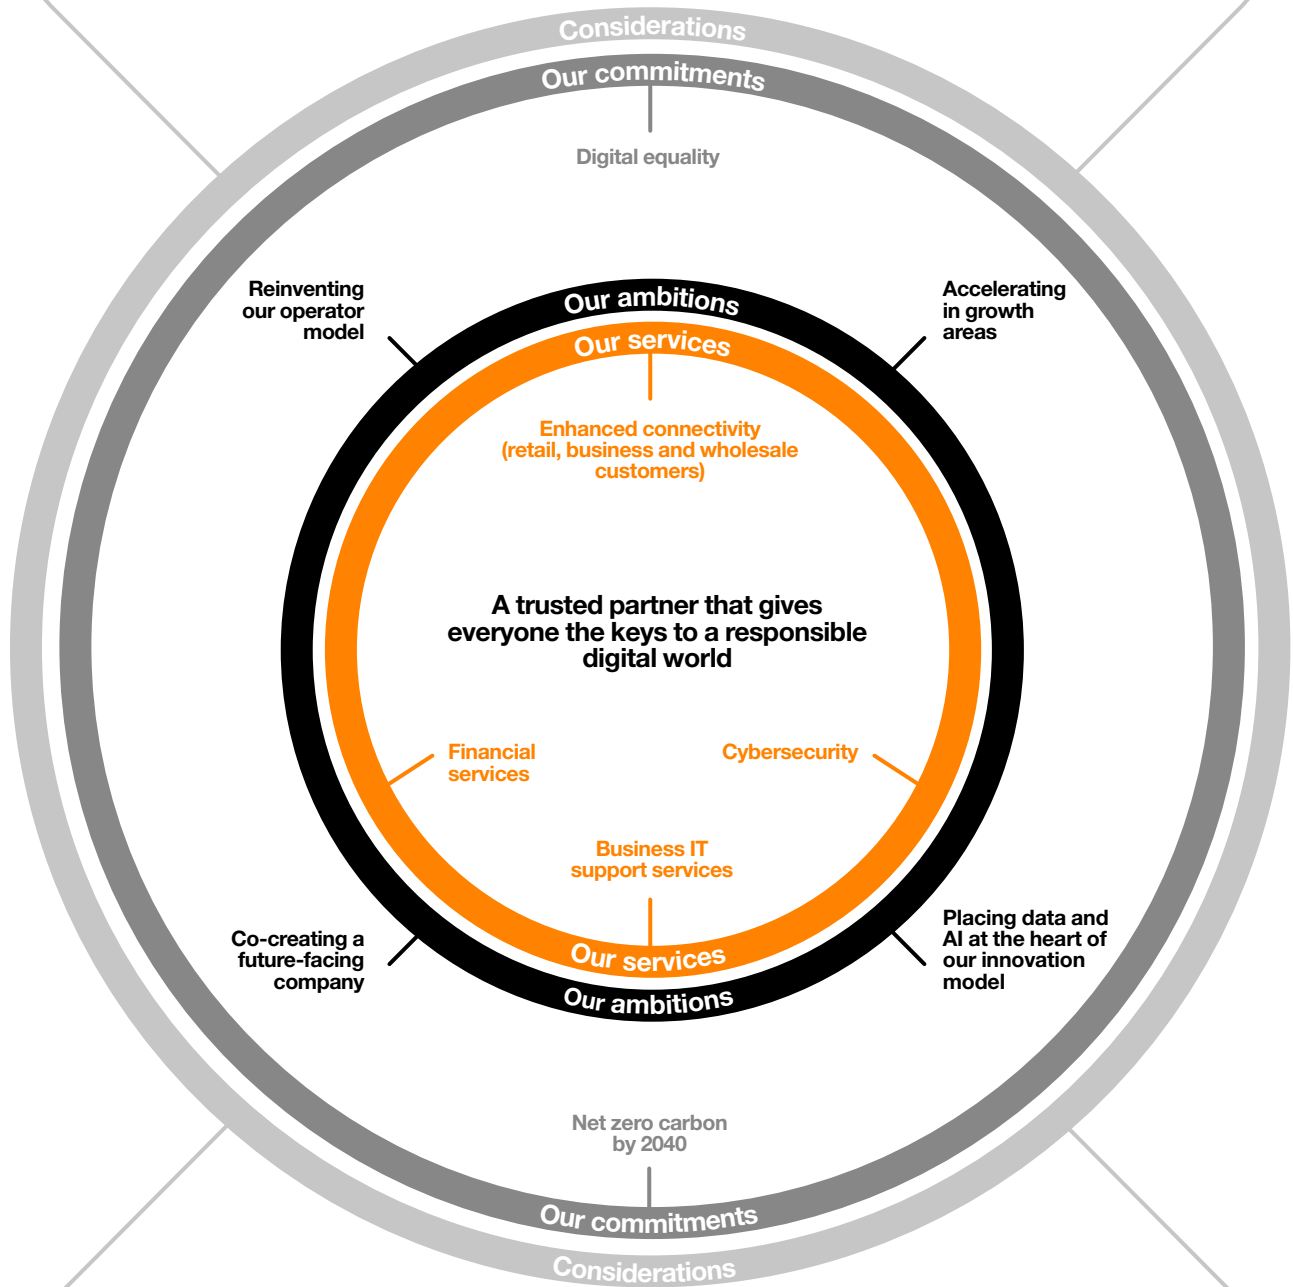 Considerations
Our commitments
Digital equality
Reinventing
our operator
model
Accelerating
in growth
areas
Our ambitions
Our services
Enhanced connectivity
(retail, business and wholesale
customers)
A trusted partner that gives
everyone the keys to a responsible
digital world
Financial
services
Cybersecurity
Business IT
support services
Co-creating a
future-facing
company
Placing data and
AI at the heart of
our innovation
model
Our services
Our ambitions
Net zero carbon
by 2040
Our commitments
Considerations